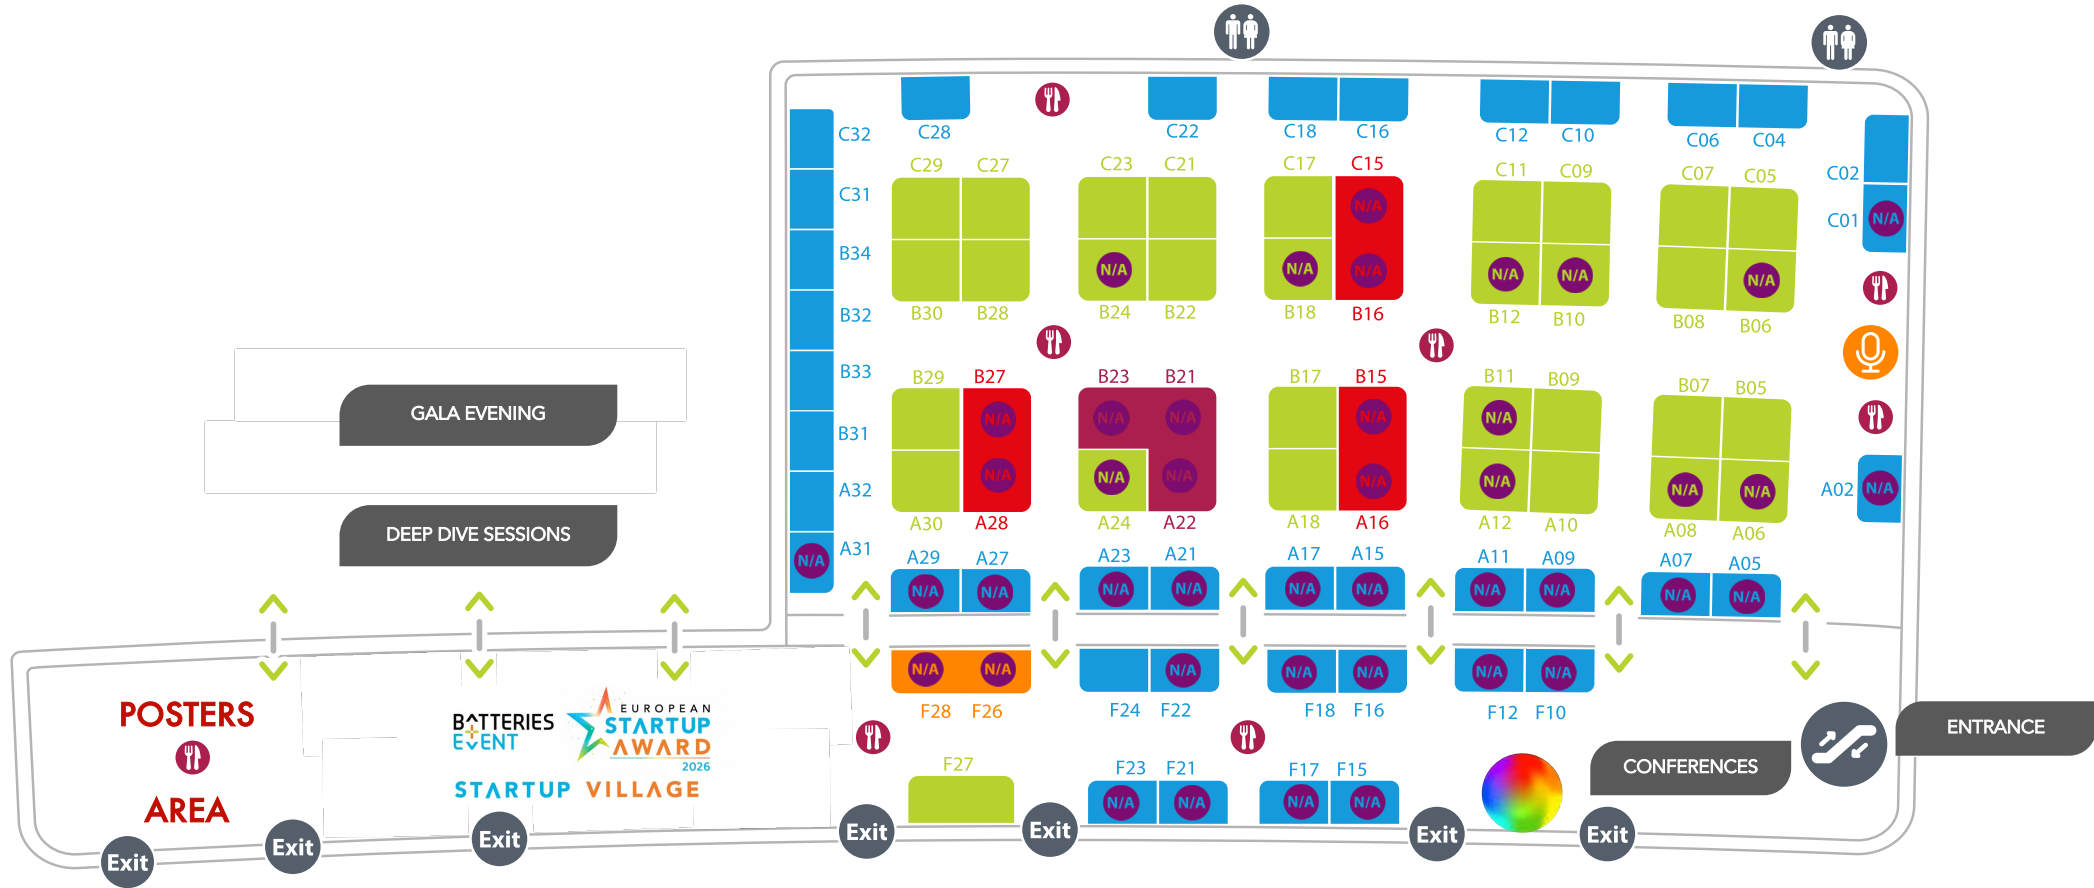 C28
C22
C18 C16
C12 C10
C06 C04
C32
C31
B34
B32
B33
B31
A32
A31
N/A
C29 C27
C23 C21
C17 C15
C11 C09
C07 C05
C02
C01
N/A
N/A
N/A
N/A
N/A
N/A
N/A
N/A
N/A
B30 B28
B24 B22
B18 B16
B12 B10
B08 B06
B29 B27
B23 B21
B17 B15
B11 B09
B07 B05
N/A
N/A
N/A
N/A
N/A
N/A
N/A
N/A
N/A
N/A
N/A
N/A
A02
N/A
A30 A28
A24 A22
A18 A16
A12 A10
A08 A06
A29 A27
A23 A21
A17 A15
A11 A09
A07 A05
N/A N/A
N/A N/A
N/A N/A
N/A N/A
N/A N/A
GALA EVENING
DEEP DIVE SESSIONS
N/A N/A
N/A
N/A N/A
N/A N/A
F28 F26
F24 F22
F18 F16
F12 F10
POSTERS
AREA
BATTERIES
EVENT
EUROPEAN
STARTUP
AWARD
2026
STARTUP VILLAGE
F27
F23 F21
F17 F15
N/A N/A
N/A N/A
CONFERENCES
ENTRANCE
Exit
Exit
Exit
Exit
Exit
Exit
Exit